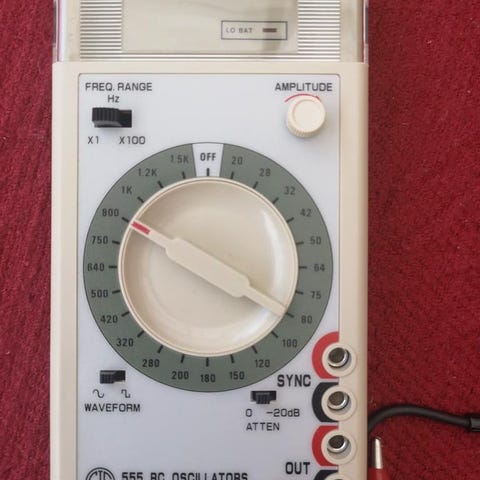 LO BAT
FREQ. RANGE
Hz
X1 X100
AMPLITUDE
OFF
20
28
32
42
50
64
75
80
100
120
150
180
200
280
320
400
500
640
750
800
1K
1.2K
1.5K
WAVEFORM
SYNC
0 -20dB
ATTEN
OUT
555 RC OSCILLATORS